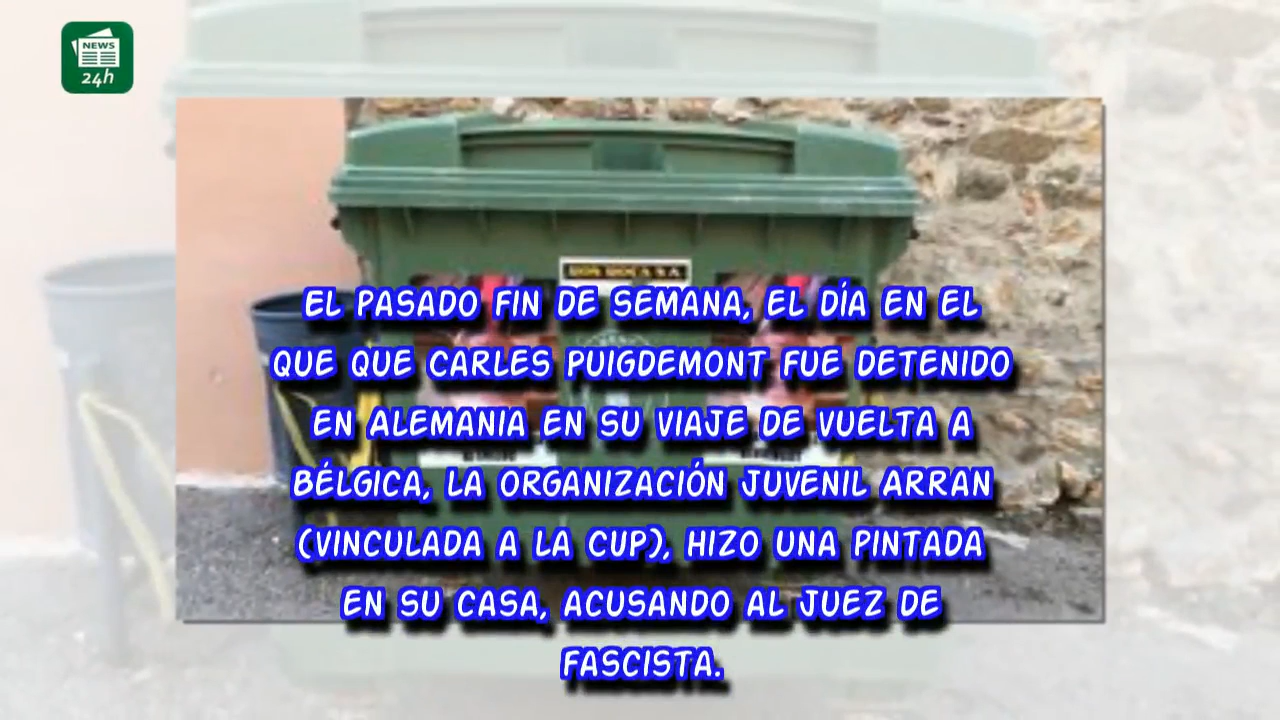 NEWS
24h
ROS ROCA S.A.
EL PASADO FIN DE SEMANA, EL DÍA EN EL
QUE QUE CARLES PUIGDEMONT FUE DETENIDO
EN ALEMANIA EN SU VIAJE DE VUELTA A
BÉLGICA, LA ORGANIZACIÓN JUVENIL ARRAN
(VINCULADA A LA CUP), HIZO UNA PINTADA
EN SU CASA, ACUSANDO AL JUEZ DE
FASCISTA.